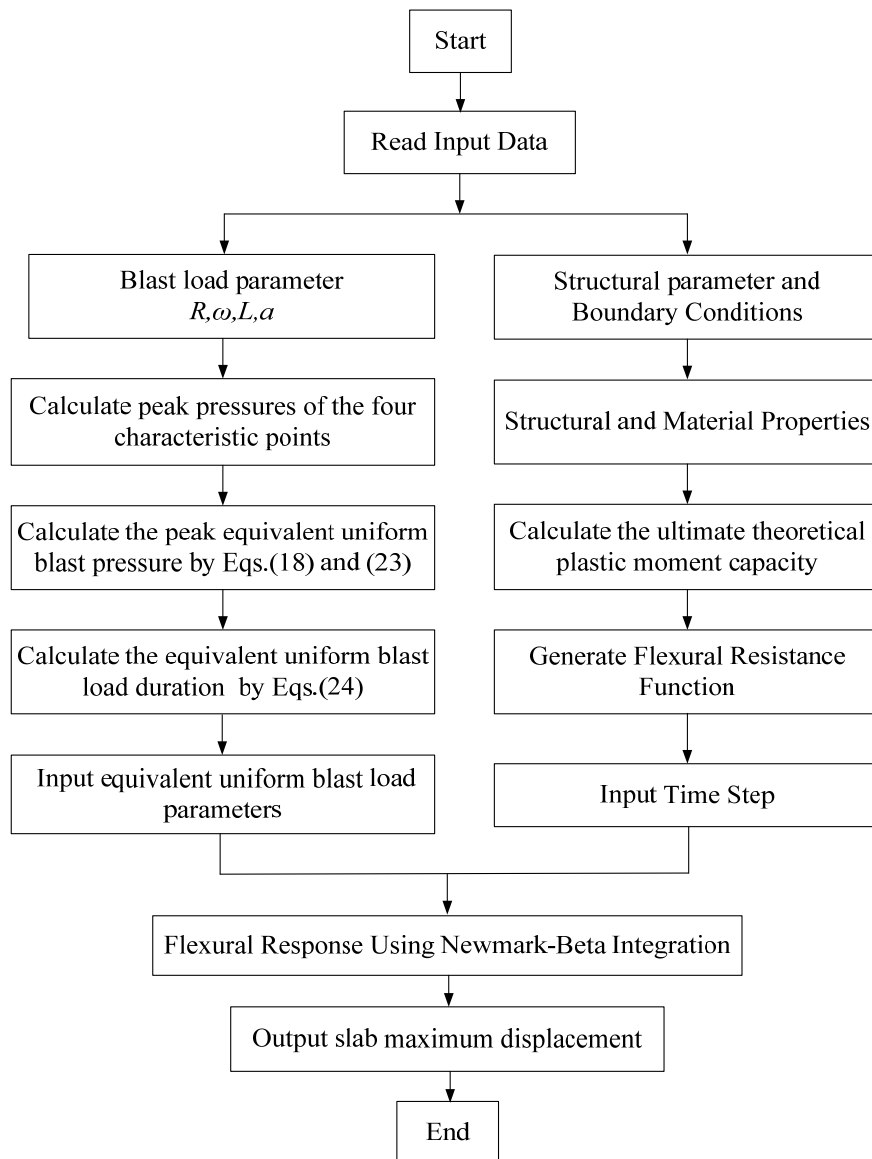 Start
Read Input Data
Blast load parameter
R,ω,L,a
Calculate peak pressures of the four
characteristic points
Calculate the peak equivalent uniform
blast pressure by Eqs.(18) and (23)
Calculate the equivalent uniform blast
load duration by Eqs.(24)
Input equivalent uniform blast load
parameters
Structural parameter and
Boundary Conditions
Structural and Material Properties
Calculate the ultimate theoretical
plastic moment capacity
Generate Flexural Resistance
Function
Input Time Step
Flexural Response Using Newmark-Beta Integration
Output slab maximum displacement
End